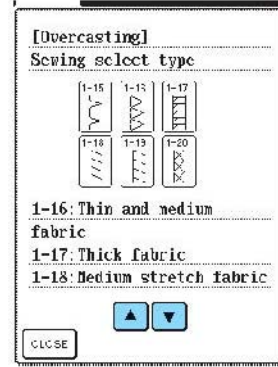 [Overcasting]
Sewing select type
1-15 1-16 1-17
1-18 1-19 1-20
1-16:Thin and medium
fabric
1-17:Thick fabric
1-18:Medium stretch fabric
CLOSE